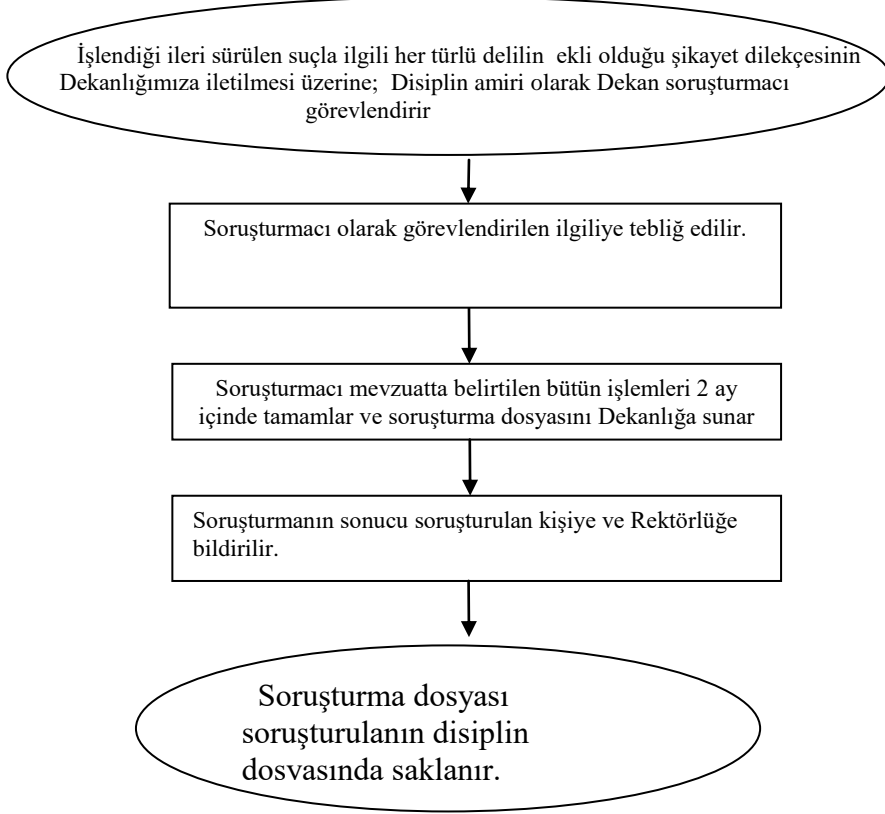 İşlendiği ileri sürülen suçla ilgili her türlü delilin ekli olduğu şikayet dilekçesinin
Dekanlığımıza iletilmesi üzerine; Disiplin amiri olarak Dekan soruşturmacı
görevlendirir
Soruşturmacı olarak görevlendirilen ilgiliye tebliğ edilir.
Soruşturmacı mevzuatta belirtilen bütün işlemleri 2 ay
içinde tamamlar ve soruşturma dosyasını Dekanlığa sunar
Soruşturmanın sonucu soruşturulan kişiye ve Rektörlüğe
bildirilir.
Soruşturma dosyası
soruşturulanın disiplin
dosyasında saklanır.